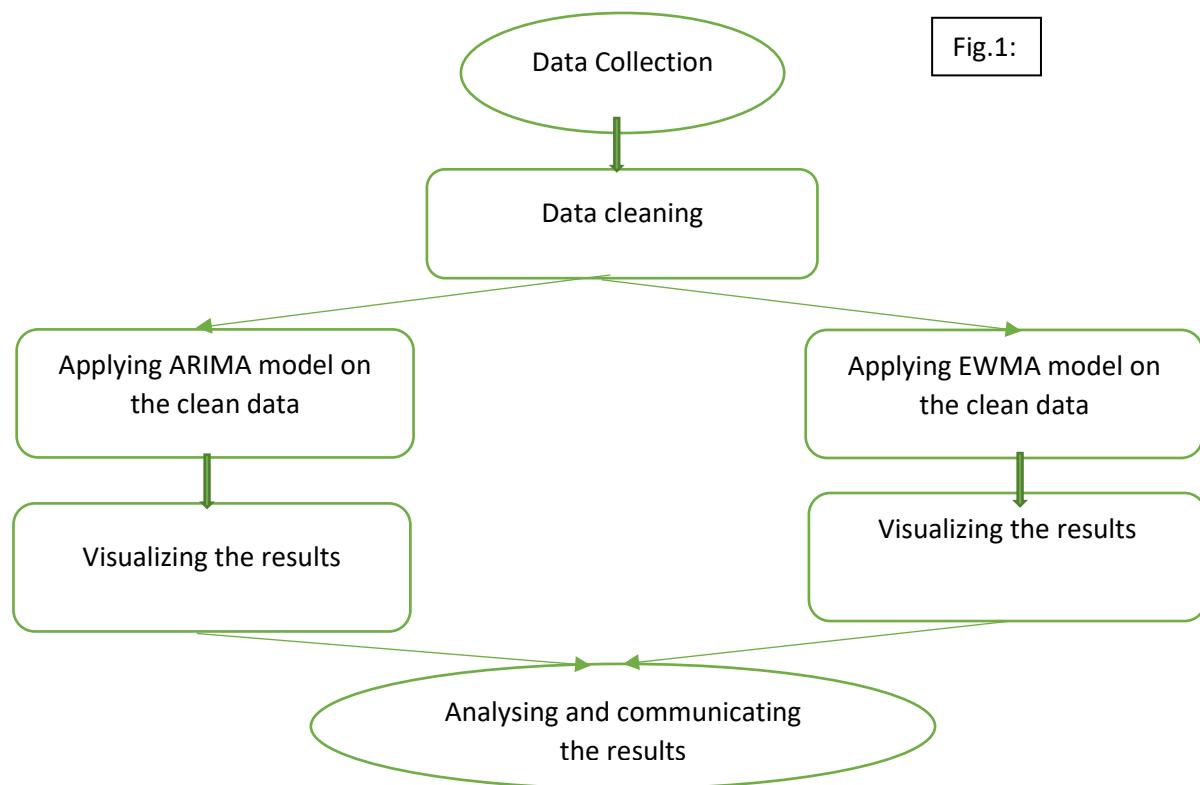 Data Collection
Fig.1:
Data cleaning
Applying ARIMA model on
the clean data
Applying EWMA model on
the clean data
Visualizing the results
Visualizing the results
Analysing and communicating
the results